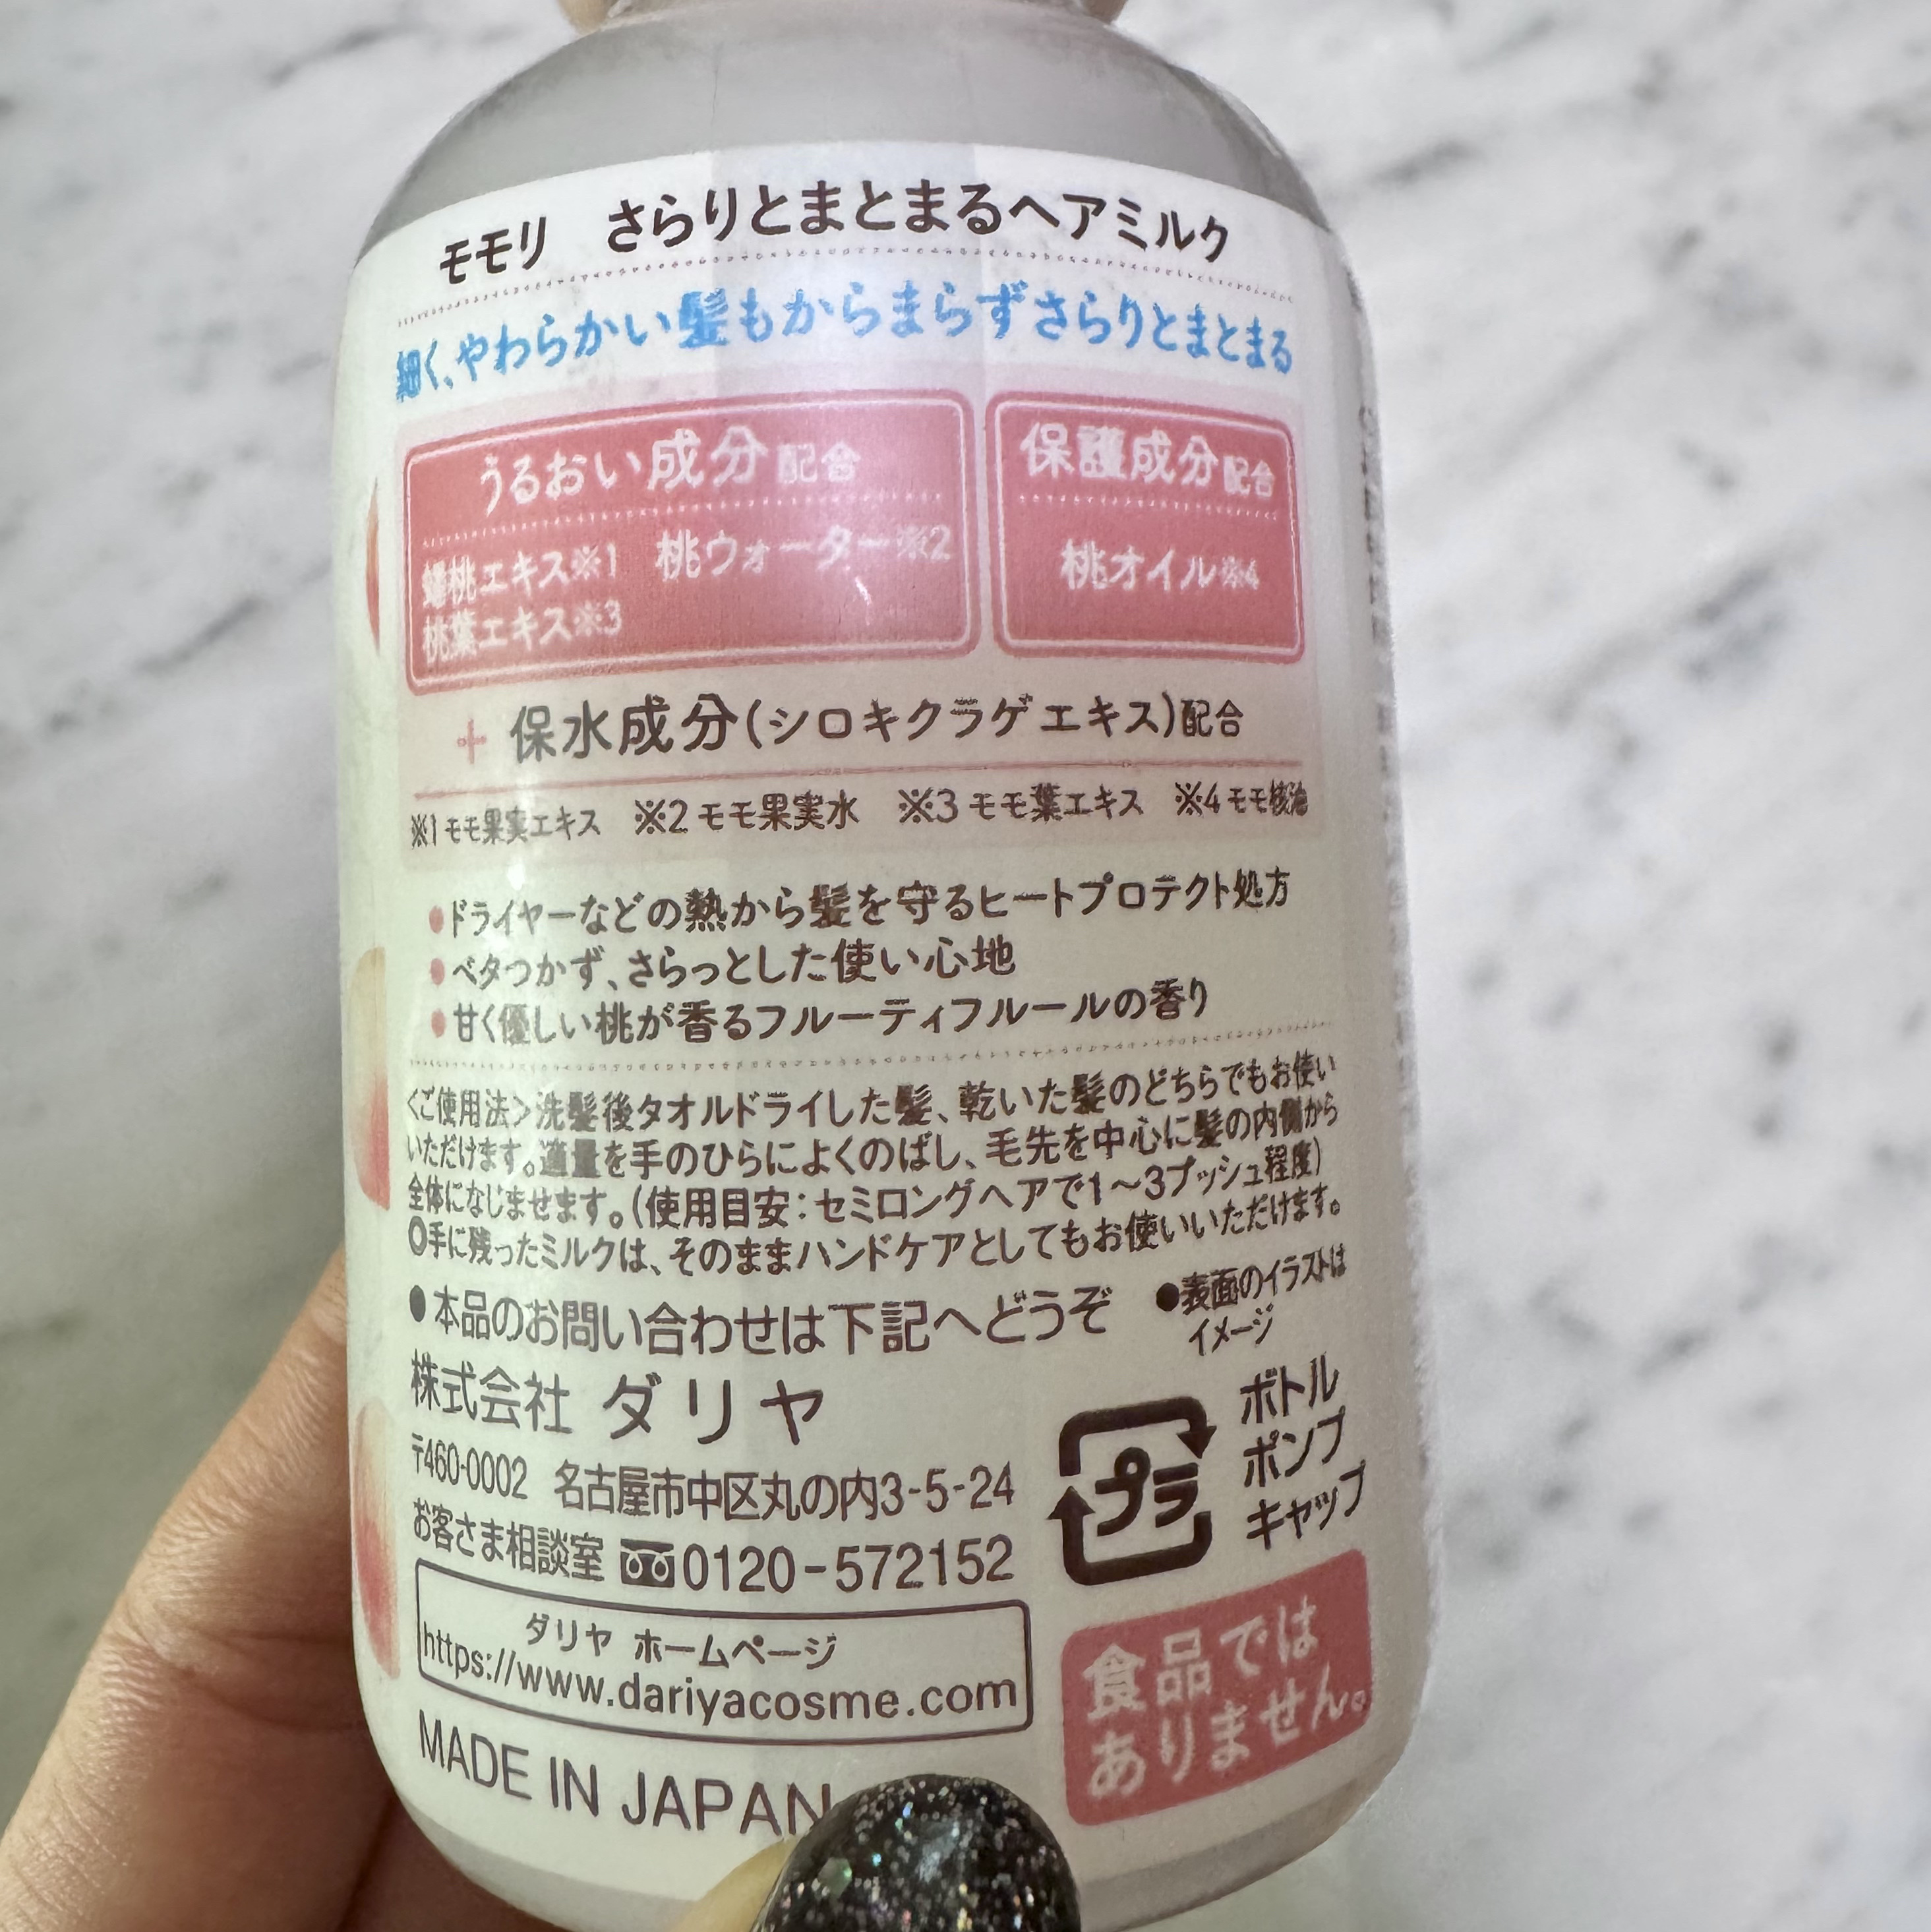 モモリ さらりとまとまるヘアミルク
細く、やわらかい髪もからまらずさらりとまとまる
うるおい成分配合
蟠桃エキス※1 桃ウォーター※2
桃葉エキス※3
保護成分配合
桃オイル※4
+ 保水成分(シロキクラゲエキス)配合
※1 モモ果実エキス ※2 モモ果実水 ※3 モモ葉エキス ※4 モモ核油
●ドライヤーなどの熱から髪を守るヒートプロテクト処方
●ベタつかず、さらっとした使い心地
●甘く優しい桃が香るフルーティフルールの香り
<ご使用法>洗髪後タオルドライした髪、乾いた髪のどちらでもお使い
いただけます。適量を手のひらによくのばし、毛先を中心に髪の内側から
全体になじませます。(使用目安:セミロングヘアで1〜3プッシュ程度)
◎手に残ったミルクは、そのままハンドケアとしてもお使いいただけます。
●本品のお問い合わせは下記へどうぞ
●表面のイラストは
イメージ
株式会社 ダリヤ
〒460-0002 名古屋市中区丸の内3-5-24
お客さま相談室 0120-572152
ダリヤ ホームページ
https://www.dariyacosme.com
MADE IN JAPAN
プラ
ボトル
ポンプ
キャップ
食品では
ありません。